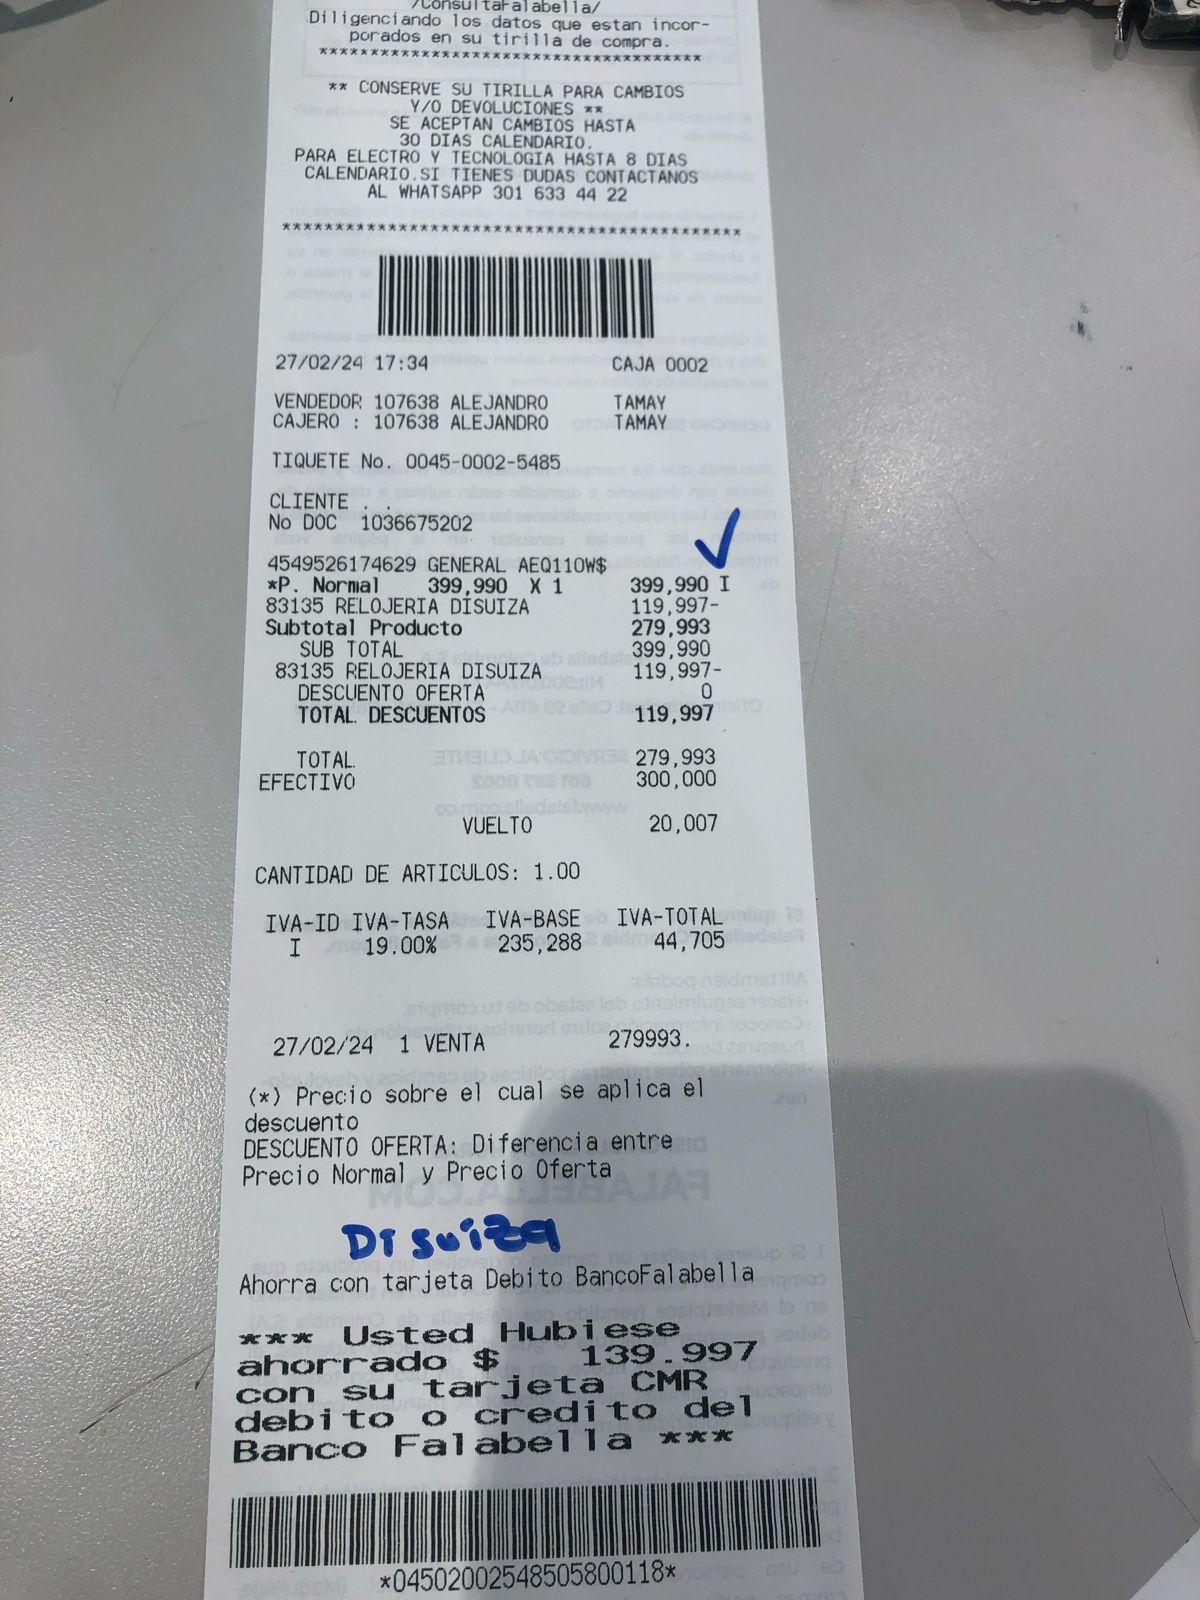 /ConsultaFalabella/
Diligenciando los datos que estan incor-
porados en su tirilla de compra.
****************************************
** CONSERVE SU TIRILLA PARA CAMBIOS
Y/O DEVOLUCIONES **
SE ACEPTAN CAMBIOS HASTA
30 DIAS CALENDARIO.
PARA ELECTRO Y TECNOLOGIA HASTA 8 DIAS
CALENDARIO.SI TIENES DUDAS CONTACTANOS
AL WHATSAPP 301 633 44 22
********************************************
27/02/24 17:34 CAJA 0002
VENDEDOR 107638 ALEJANDRO TAMAY
CAJERO : 107638 ALEJANDRO TAMAY
TIQUETE No. 0045-0002-5485
CLIENTE . .
No DOC 1036675202
4549526174629 GENERAL AEQ110W$
*P. Normal 399,990 X 1 399,990 I
83135 RELOJERIA DISUIZA 119,997-
Subtotal Producto 279,993
SUB TOTAL 399,990
83135 RELOJERIA DISUIZA 119,997-
DESCUENTO OFERTA 0
TOTAL DESCUENTOS 119,997
TOTAL 279,993
EFECTIVO 300,000
VUELTO 20,007
CANTIDAD DE ARTICULOS: 1.00
IVA-ID IVA-TASA IVA-BASE IVA-TOTAL
I 19.00% 235,288 44,705
27/02/24 1 VENTA 279993.
(*) Precio sobre el cual se aplica el
descuento
DESCUENTO OFERTA: Diferencia entre
Precio Normal y Precio Oferta
Disuiza
Ahorra con tarjeta Debito BancoFalabella
*** Usted Hubiese
ahorrado $ 139.997
con su tarjeta CMR
debito o credito del
Banco Falabella ***
*04502002548505800118*